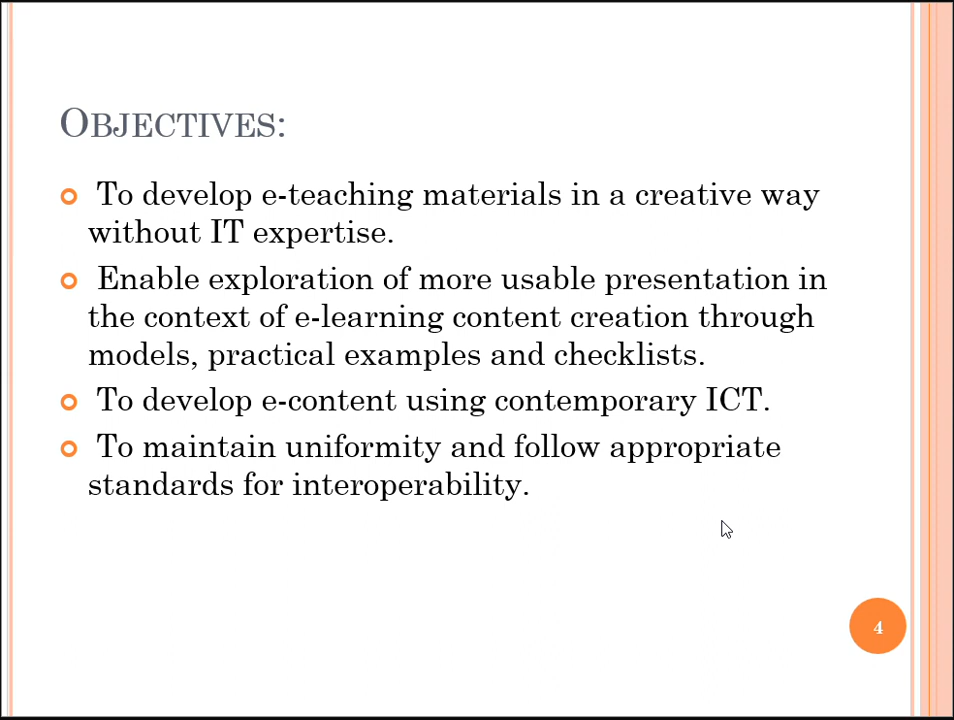 OBJECTIVES:
To develop e-teaching materials in a creative way
without IT expertise.
Enable exploration of more usable presentation in
the context of e-learning content creation through
models, practical examples and checklists.
To develop e-content using contemporary ICT.
To maintain uniformity and follow appropriate
standards for interoperability.
4